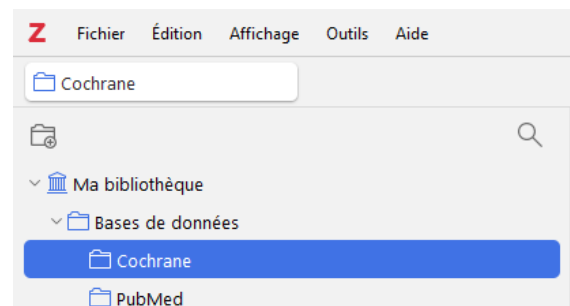 Z Fichier Édition Affichage Outils Aide
Cochrane
Ma bibliothèque
Bases de données
Cochrane
PubMed